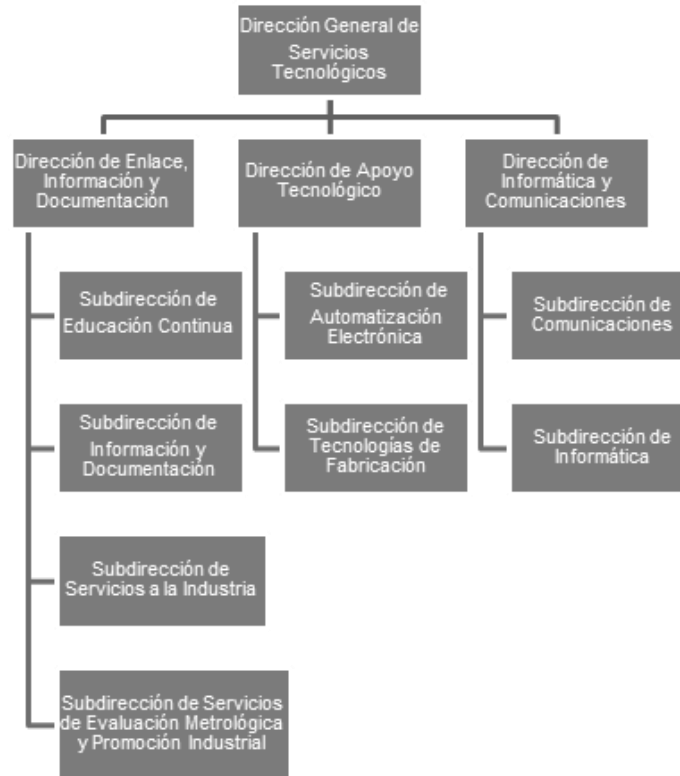 Dirección General de
Servicios
Tecnológicos
Dirección de Enlace,
Información y
Documentación
Dirección de Apoyo
Tecnológico
Dirección de
Informática y
Comunicaciones
Subdirección de
Educación Continua
Subdirección de
Información y
Documentación
Subdirección de
Servicios a la Industria
Subdirección de Servicios
de Evaluación Metrológica
y Promoción Industrial
Subdirección de
Automatización
Electrónica
Subdirección de
Tecnologías de
Fabricación
Subdirección de
Comunicaciones
Subdirección de
Informática